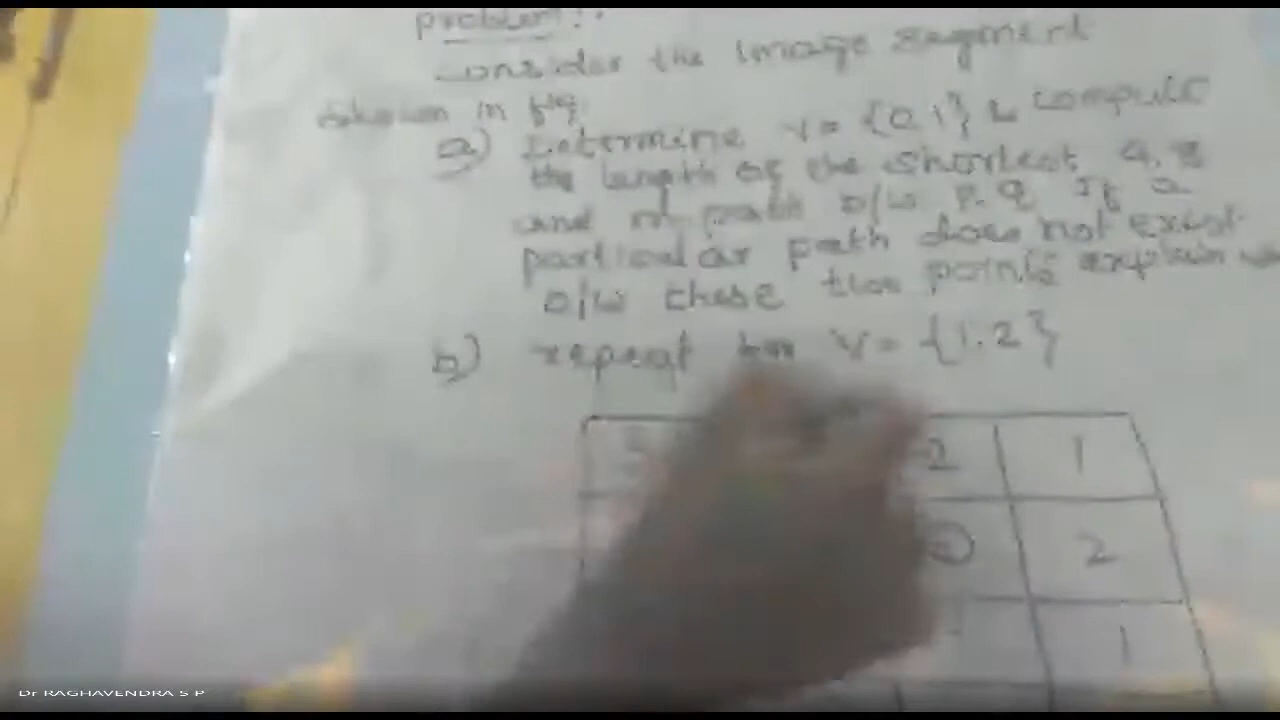 problem:.
consider the image segment
shown in fig.
a) Determine V = {0,1} & compute
the length of the shortest 4, 8
and m-path b/w P, Q If a
particular path does not exist
b/w these two points explain
b) repeat for V = {1,2}
2 1
2
1
Dr RAGHAVENDRA S P